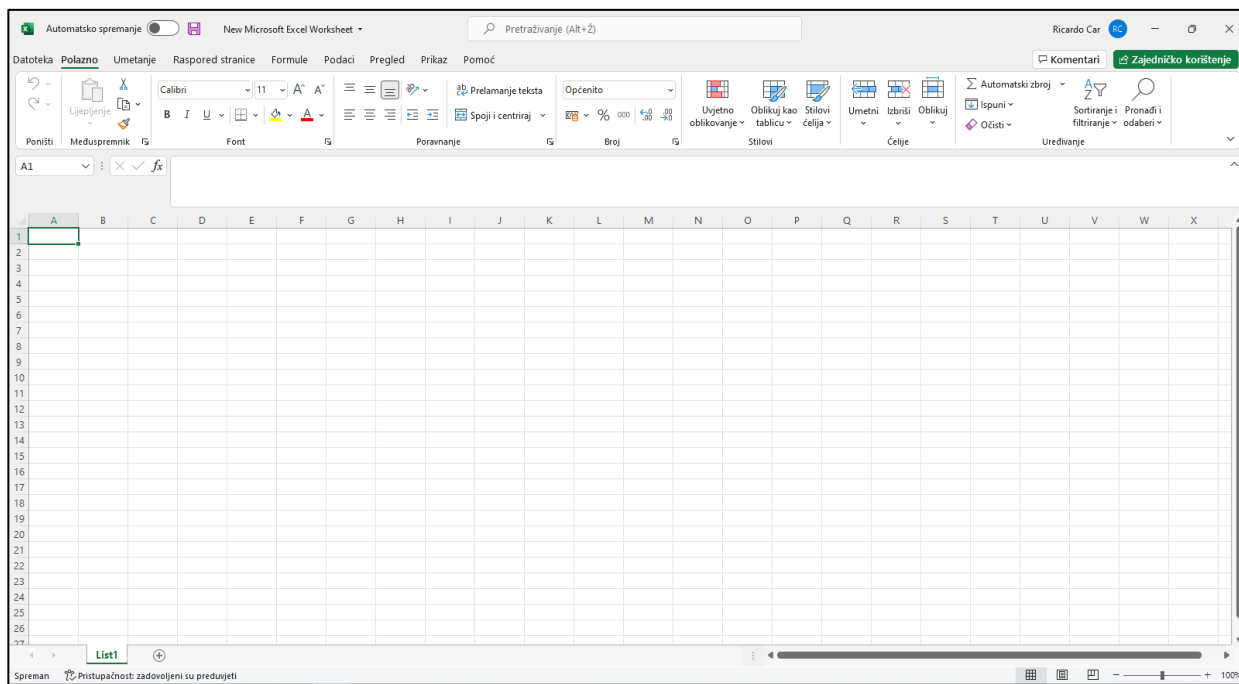 Automatsko spremanje New Microsoft Excel Worksheet Pretraživanje (Alt+Ž) Ricardo Car RC
Datoteka Polazno Umetanje Raspored stranice Formule Podaci Pregled Prikaz Pomoć Komentari Zajedničko korištenje
Lijepljenje
Calibri 11 A^ A˅
B I U A
ab Prelamanje teksta
Spoji i centriraj
Općenito
% 000
Uvjetno
oblikovanje
Oblikuj kao
tablicu
Stilovi
ćelija
Umetni Izbriši Oblikuj
Σ Automatski zbroj
Ispuni
Očisti
Sortiranje i
filtriranje
Pronađi i
odaberi
Poništi Međuspremnik Font Poravnanje Broj Stilovi Ćelije Uređivanje
A1 fx
A B C D E F G H I J K L M N O P Q R S T U V W X
1
2
3
4
5
6
7
8
9
10
11
12
13
14
15
16
17
18
19
20
21
22
23
24
25
26
27
List1
Spreman Pristupačnost: zadovoljeni su preduvjeti 100%